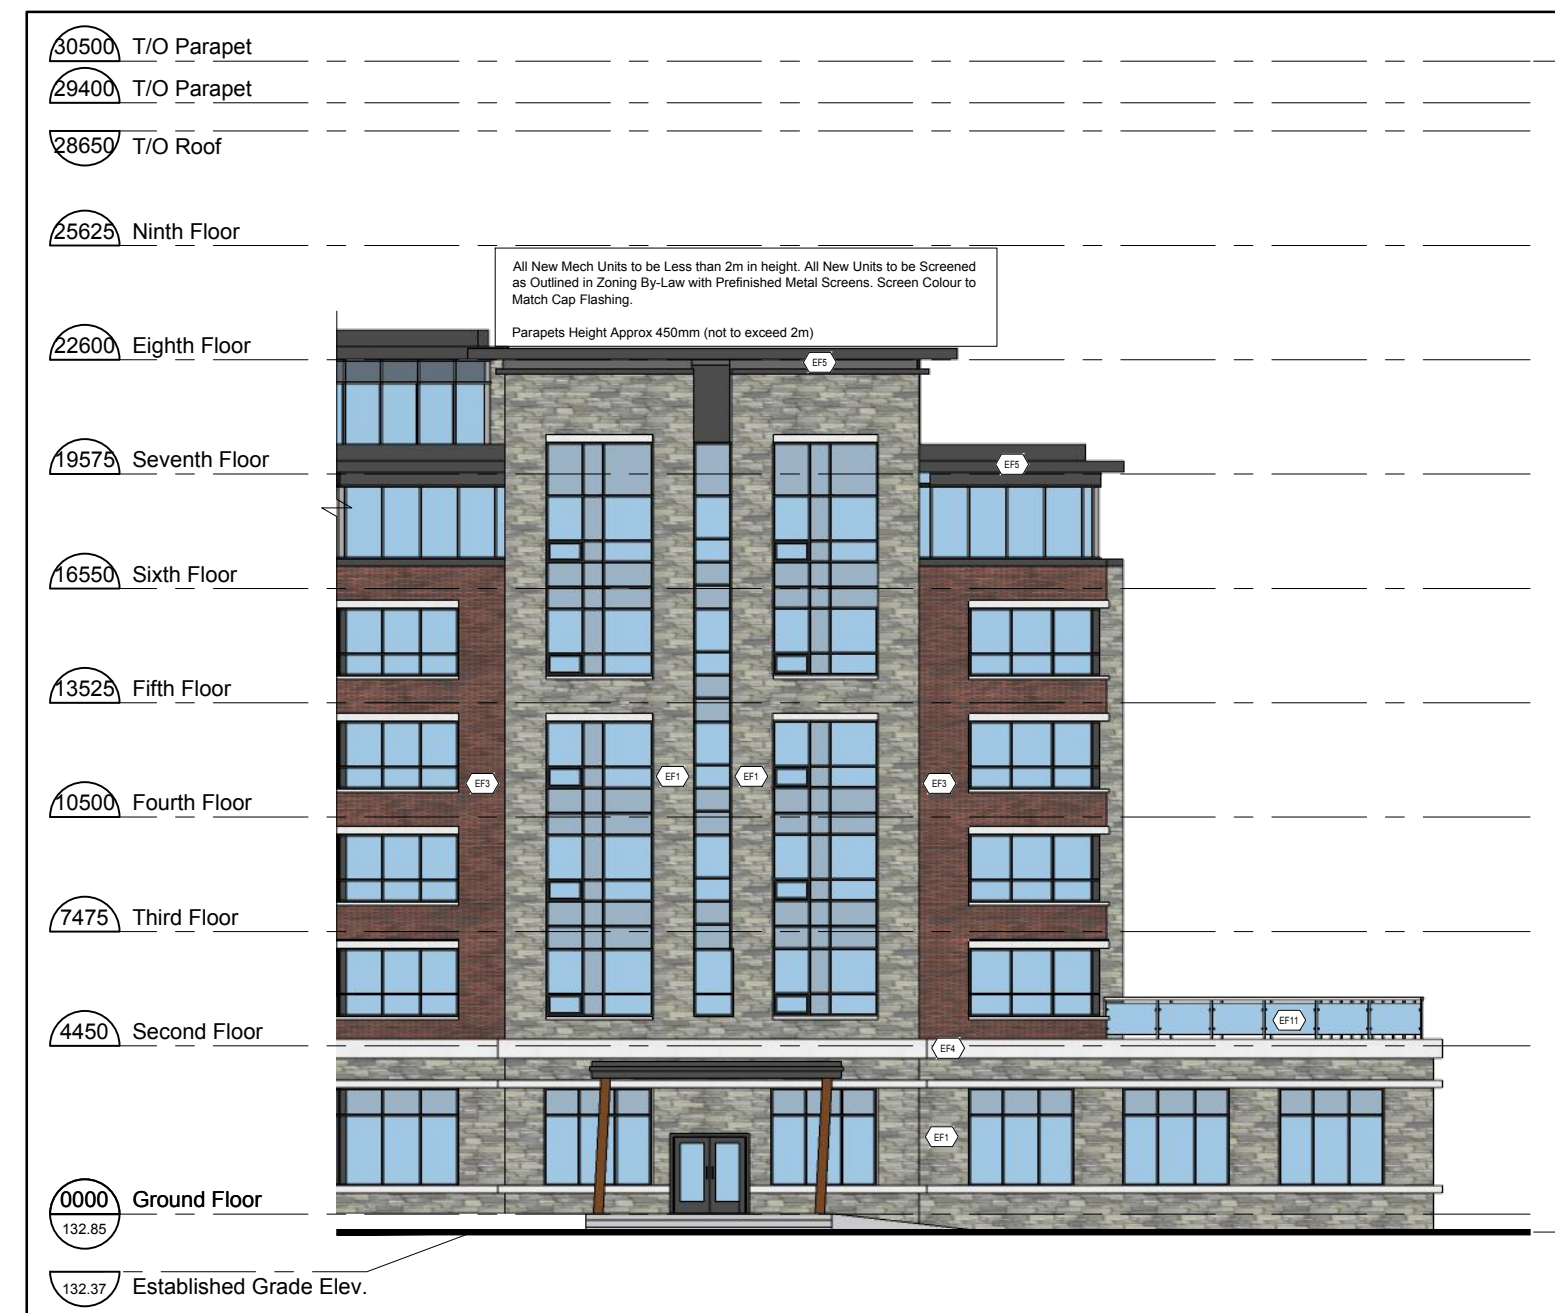 30500 T/O Parapet
29400 T/O Parapet
28650 T/O Roof
25625 Ninth Floor
All New Mech Units to be Less than 2m in height. All New Units to be Screened
as Outlined in Zoning By-Law with Prefinished Metal Screens. Screen Colour to
Match Cap Flashing.
Parapets Height Approx 450mm (not to exceed 2m)
22600 Eighth Floor
EF5
19575 Seventh Floor
EF5
16550 Sixth Floor
13525 Fifth Floor
EF3
EF1
EF1
EF3
10500 Fourth Floor
7475 Third Floor
4450 Second Floor
EF11
EF4
EF1
0000 Ground Floor
132.85
132.37 Established Grade Elev.